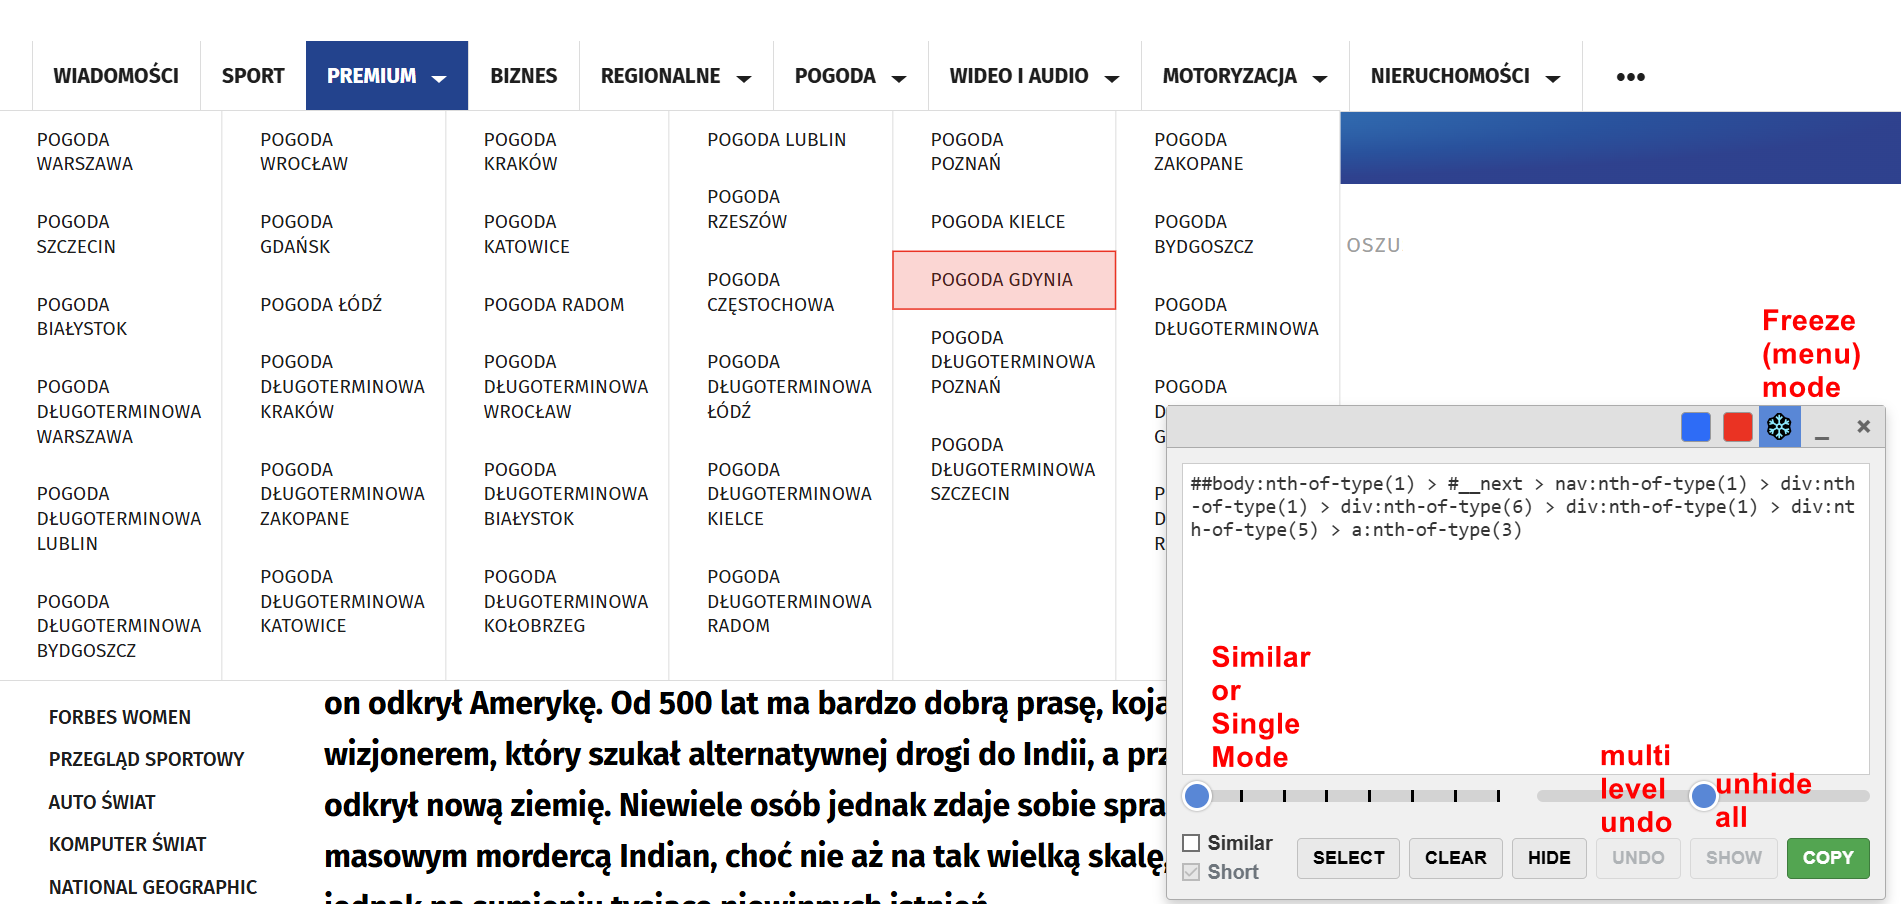 WIADOMOŚCI SPORT PREMIUM BIZNES REGIONALNE POGODA WIDEO I AUDIO MOTORYZACJA NIERUCHOMOŚCI •••
POGODA
WARSZAWA
POGODA
SZCZECIN
POGODA
BIAŁYSTOK
POGODA
DŁUGOTERMINOWA
WARSZAWA
POGODA
DŁUGOTERMINOWA
LUBLIN
POGODA
DŁUGOTERMINOWA
BYDGOSZCZ
POGODA
WROCŁAW
POGODA
GDAŃSK
POGODA ŁÓDŹ
POGODA
DŁUGOTERMINOWA
KRAKÓW
POGODA
DŁUGOTERMINOWA
ZAKOPANE
POGODA
DŁUGOTERMINOWA
KATOWICE
POGODA
KRAKÓW
POGODA
KATOWICE
POGODA RADOM
POGODA
DŁUGOTERMINOWA
WROCŁAW
POGODA
DŁUGOTERMINOWA
BIAŁYSTOK
POGODA
DŁUGOTERMINOWA
KOŁOBRZEG
POGODA LUBLIN
POGODA
RZESZÓW
POGODA
CZĘSTOCHOWA
POGODA
DŁUGOTERMINOWA
ŁÓDŹ
POGODA
DŁUGOTERMINOWA
KIELCE
POGODA
DŁUGOTERMINOWA
RADOM
POGODA
POZNAŃ
POGODA KIELCE
POGODA GDYNIA
POGODA
DŁUGOTERMINOWA
POZNAŃ
POGODA
DŁUGOTERMINOWA
SZCZECIN
POGODA
ZAKOPANE
POGODA
BYDGOSZCZ
POGODA
DŁUGOTERMINOWA
POGODA
D
G
P
D
R
OSZU
Freeze
(menu)
mode
##body:nth-of-type(1) > #__next > nav:nth-of-type(1) > div:nth
-of-type(1) > div:nth-of-type(6) > div:nth-of-type(1) > div:nt
h-of-type(5) > a:nth-of-type(3)
Similar
or
Single
Mode
multi
level
undo
unhide
all
Similar
Short
SELECT CLEAR HIDE UNDO SHOW COPY
FORBES WOMEN
PRZEGLĄD SPORTOWY
AUTO ŚWIAT
KOMPUTER ŚWIAT
NATIONAL GEOGRAPHIC
on odkrył Amerykę. Od 500 lat ma bardzo dobrą prasę, koja
wizjonerem, który szukał alternatywnej drogi do Indii, a prz
odkrył nową ziemię. Niewiele osób jednak zdaje sobie spra
masowym mordercą Indian, choć nie aż na tak wielką skalę,
jednak na sumieniu tysiące niewinnych istnień